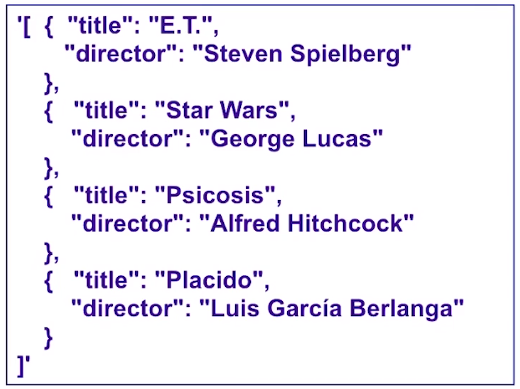 '[ { "title": "E.T.",
"director": "Steven Spielberg"
},
{ "title": "Star Wars",
"director": "George Lucas"
},
{ "title": "Psicosis",
"director": "Alfred Hitchcock"
},
{ "title": "Placido",
"director": "Luis García Berlanga"
}
]'